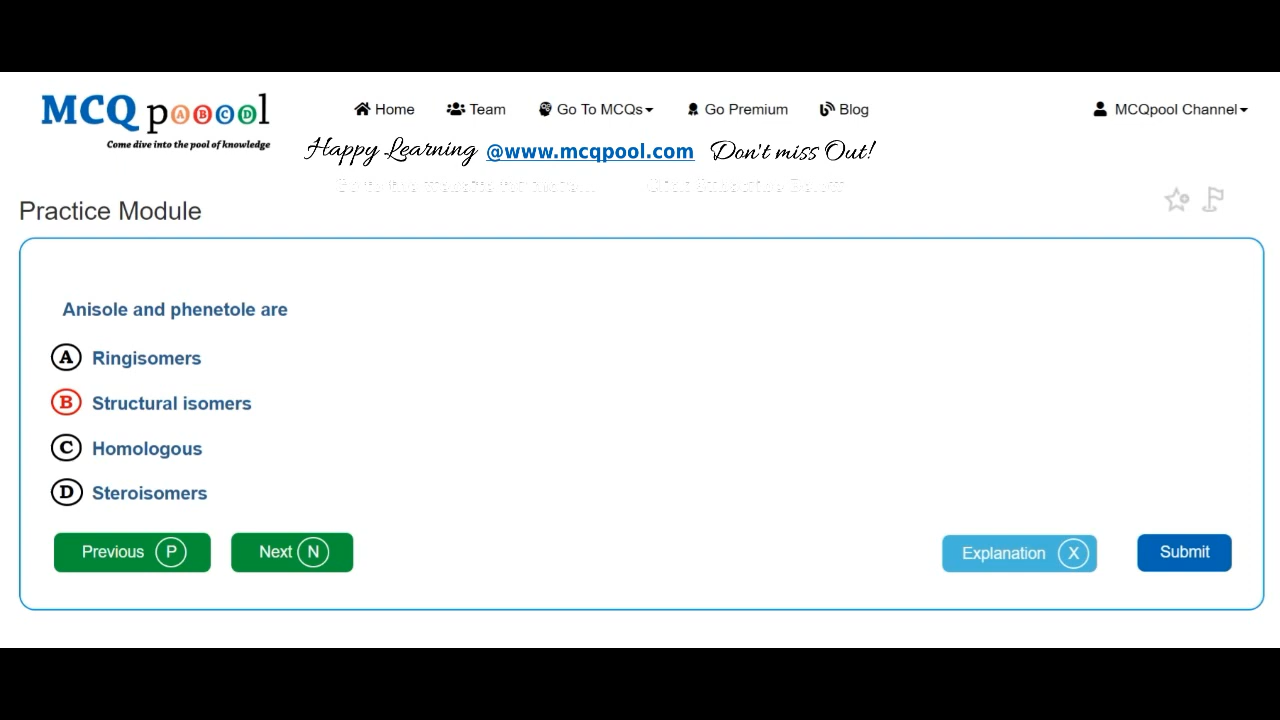 MCQ pABCDl
Come dive into the pool of knowledge
Home Team Go To MCQs Go Premium Blog MCQpool Channel
Happy Learning @www.mcqpool.com Don't miss Out!
Practice Module
Anisole and phenetole are
A Ringisomers
B Structural isomers
C Homologous
D Steroisomers
Previous P Next N Explanation X Submit